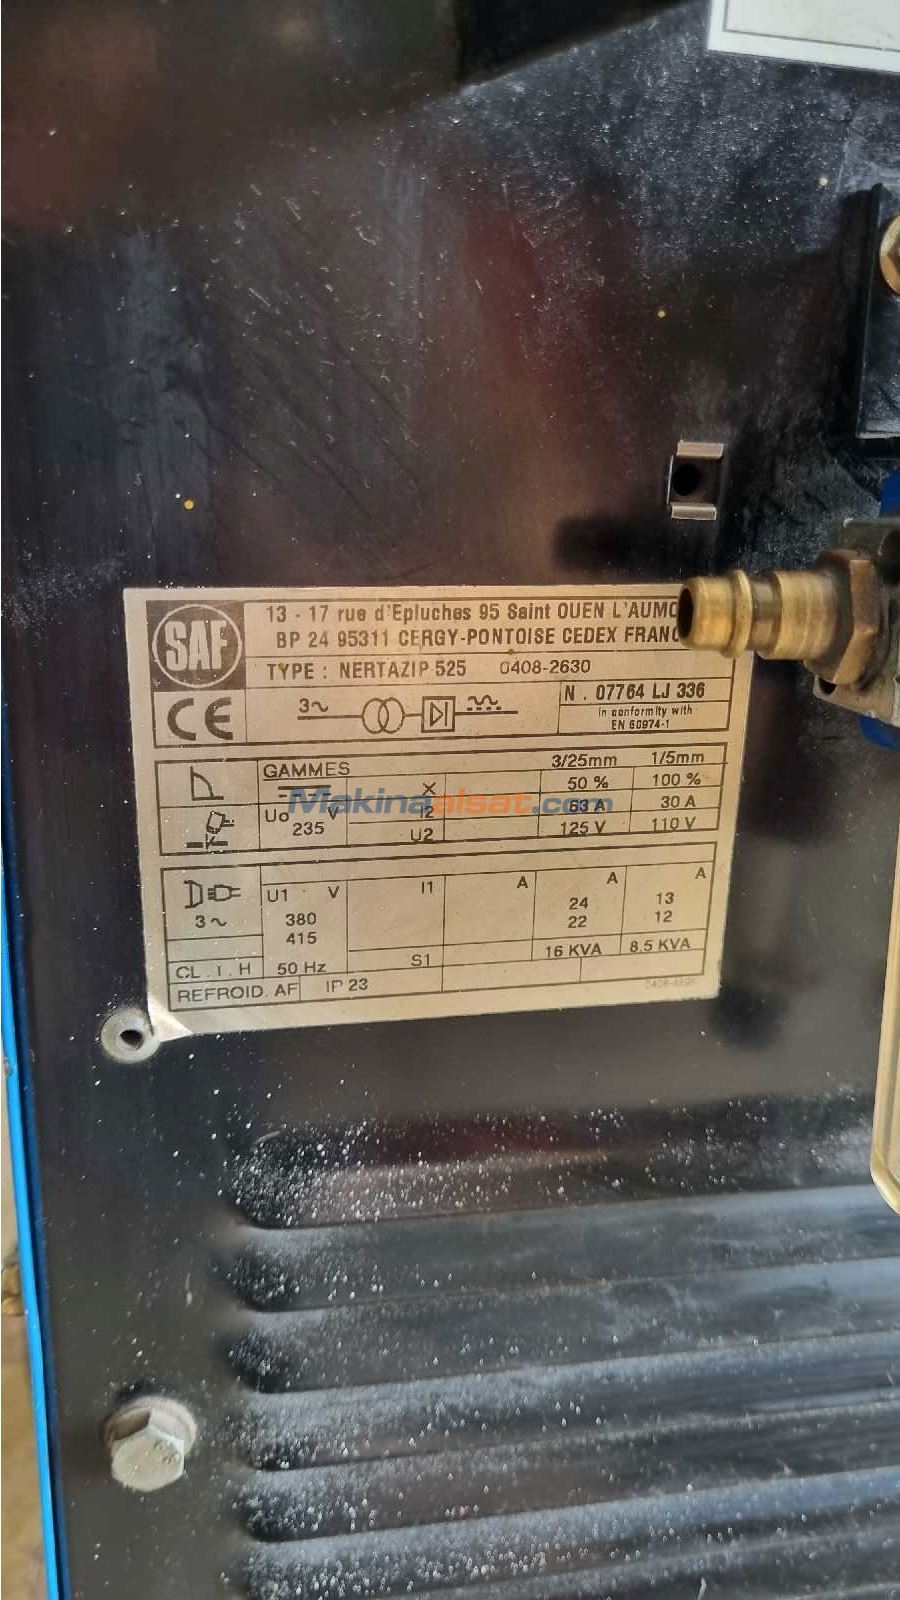 SAF
13 - 17 rue d'Epluches 95 Saint OUEN L'AUMO
BP 24 95311 CERGY-PONTOISE CEDEX FRANC
TYPE : NERTAZIP 525 0408-2630
CE
3~
N . 07764 LJ 336
in conformity with
EN 60974-1
GAMMES 3/25mm 1/5mm
X 50 % 100 %
Uo V I2 63 A 30 A
235
U2 125 V 110 V
Makinaalsat.com
U1 V I1 A A A
3~ 380 24 13
415 22 12
CL . I . H 50 Hz S1 16 KVA 8.5 KVA
REFROID. AF IP 23